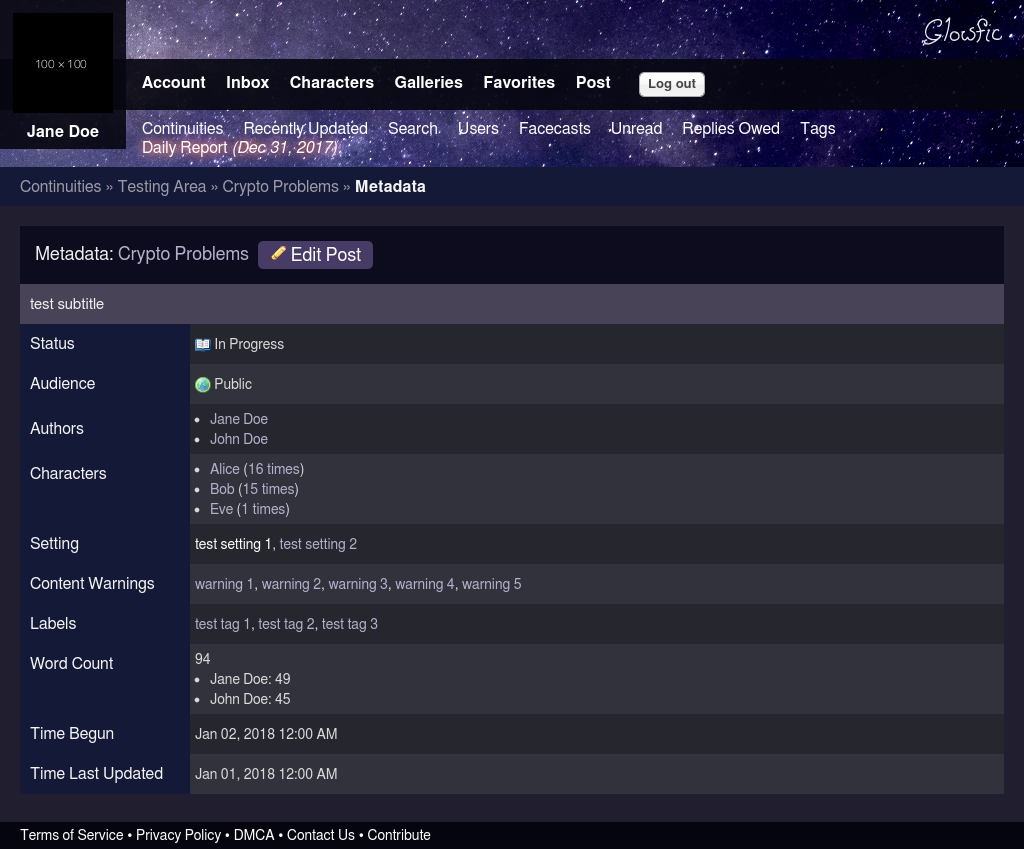 100 × 100
Glowfic
Account Inbox Characters Galleries Favorites Post Log out
Jane Doe
Continuities Recently Updated Search Users Facecasts Unread Replies Owed Tags
Daily Report (Dec 31, 2017)
Continuities » Testing Area » Crypto Problems » Metadata
Metadata: Crypto Problems Edit Post
test subtitle
Status In Progress
Audience Public
Authors
• Jane Doe
• John Doe
Characters
• Alice (16 times)
• Bob (15 times)
• Eve (1 times)
Setting test setting 1, test setting 2
Content Warnings warning 1, warning 2, warning 3, warning 4, warning 5
Labels test tag 1, test tag 2, test tag 3
Word Count 94
• Jane Doe: 49
• John Doe: 45
Time Begun Jan 02, 2018 12:00 AM
Time Last Updated Jan 01, 2018 12:00 AM
Terms of Service • Privacy Policy • DMCA • Contact Us • Contribute